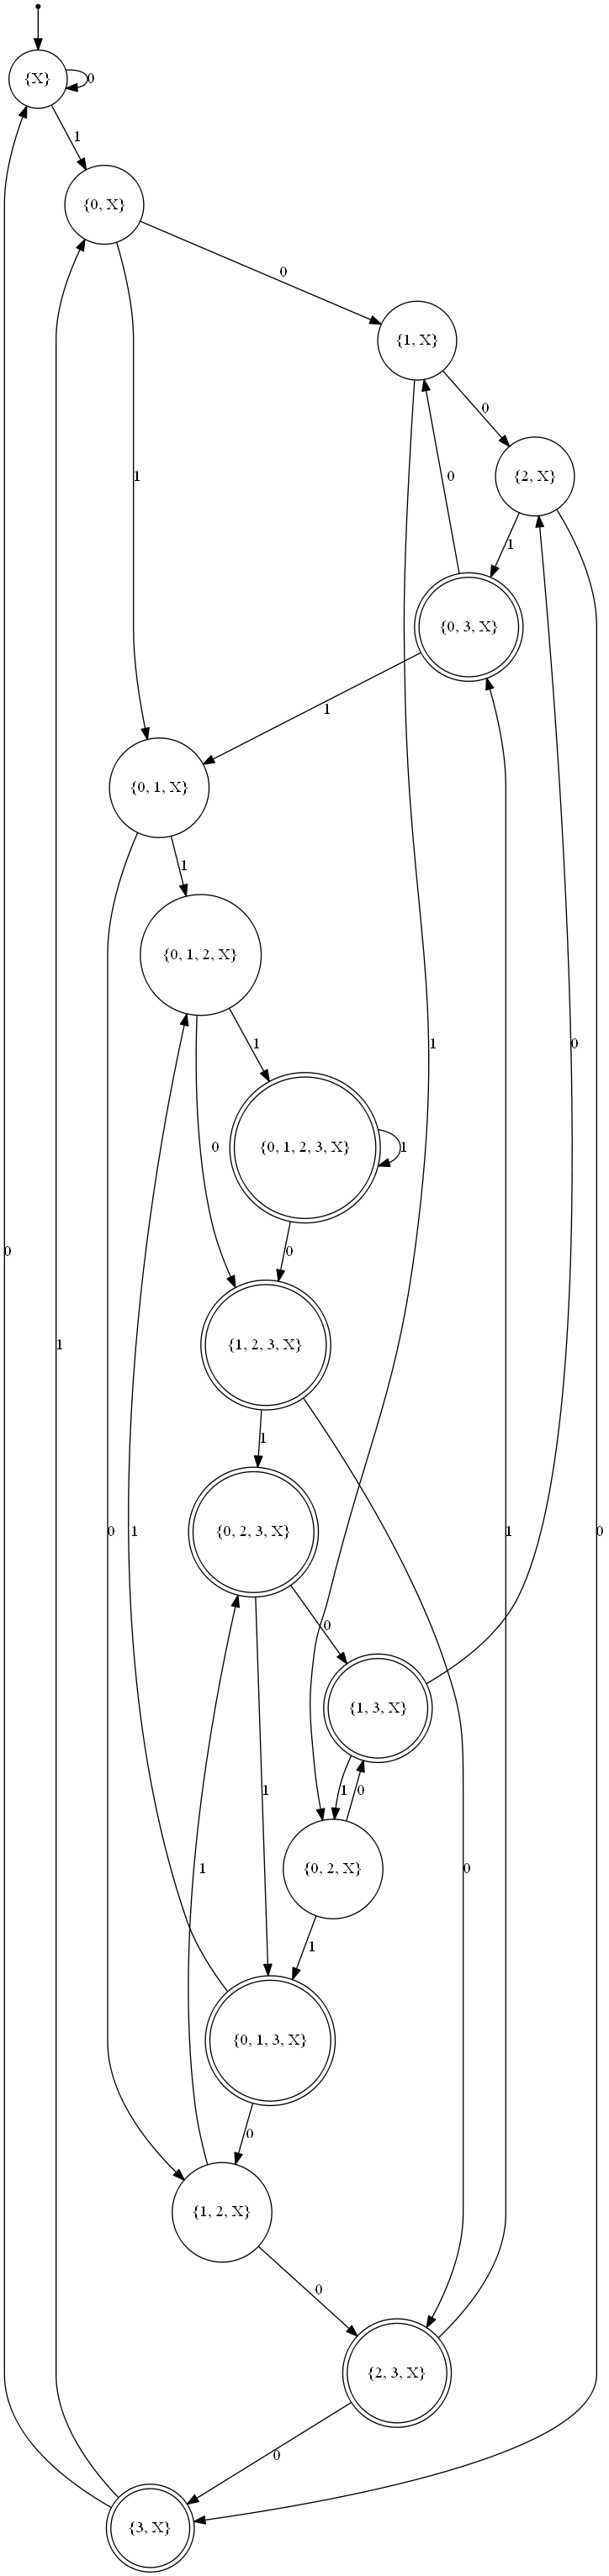 {X}
0
1
{0, X}
0
{1, X}
0
1
0
{2, X}
1
{0, 3, X}
1
{0, 1, X}
1
{0, 1, 2, X}
1
1
0
0
{0, 1, 2, 3, X}
1
0
0
1
{1, 2, 3, X}
1
{0, 2, 3, X}
0
1
1
0
{1, 3, X}
1
1
0
{0, 2, X}
1
0
1
{0, 1, 3, X}
0
{1, 2, X}
0
{2, 3, X}
0
{3, X}